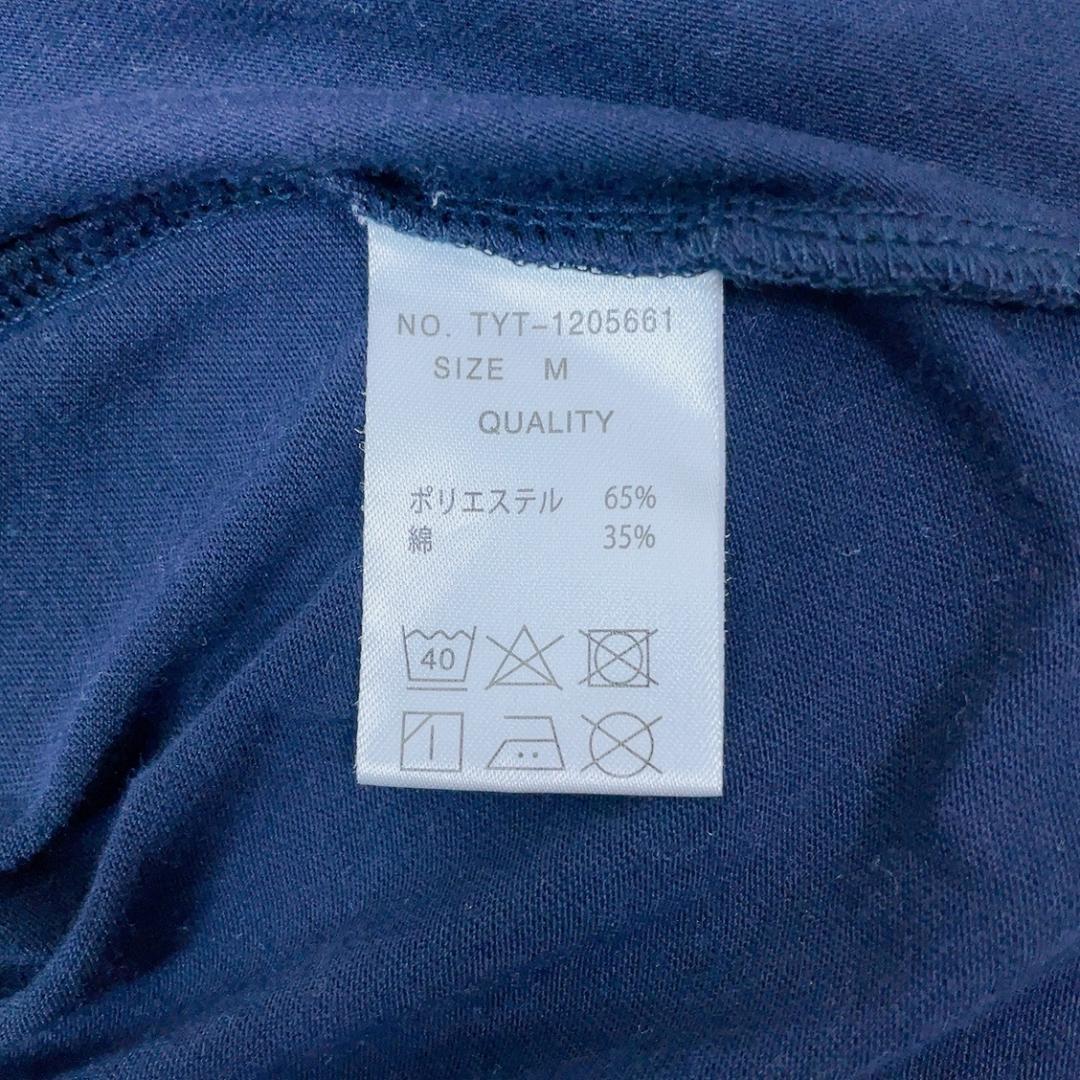 NO. TYT-1205661
SIZE M
QUALITY
ポリエステル 65%
綿 35%
40